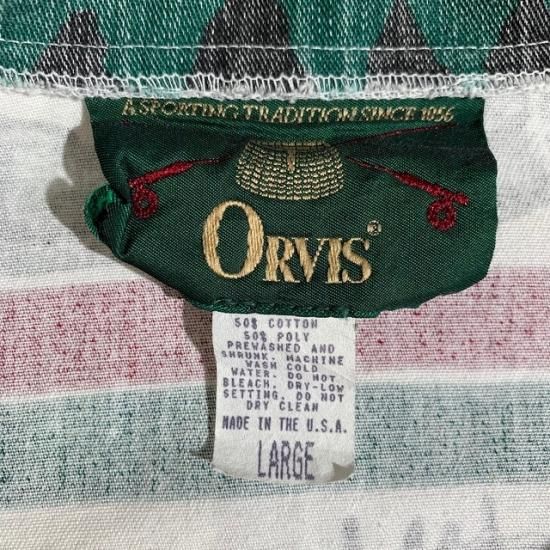 A SPORTING TRADITION SINCE 1856
ORVIS®
50% COTTON
50% POLY
PREWASHED AND
SHRUNK. MACHINE
WASH COLD
WATER. DO NOT
BLEACH. DRY-LOW
SETTING. DO NOT
DRY CLEAN
MADE IN THE U.S.A.
LARGE